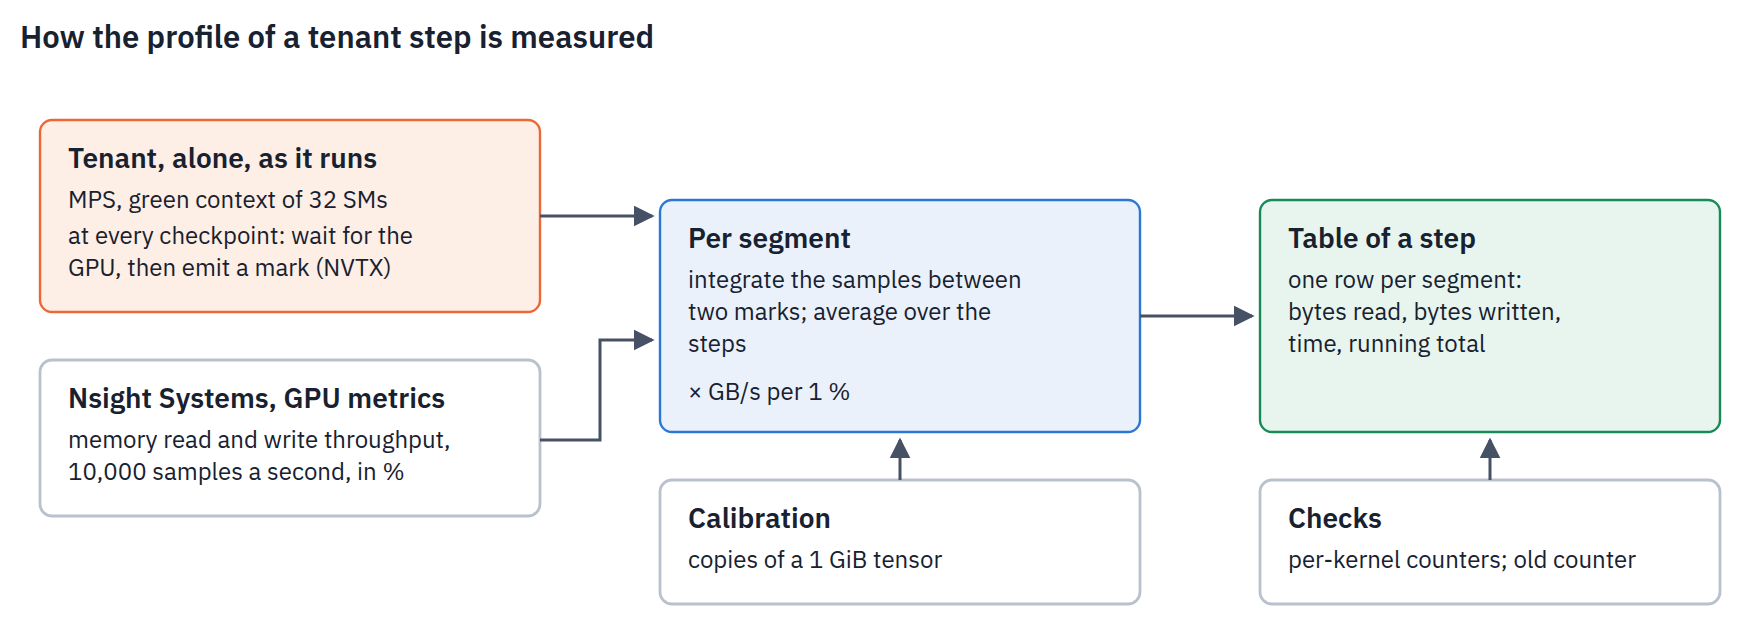 How the profile of a tenant step is measured
Tenant, alone, as it runs
MPS, green context of 32 SMs
at every checkpoint: wait for the
GPU, then emit a mark (NVTX)
Nsight Systems, GPU metrics
memory read and write throughput,
10,000 samples a second, in %
Per segment
integrate the samples between
two marks; average over the
steps
× GB/s per 1 %
Calibration
copies of a 1 GiB tensor
Table of a step
one row per segment:
bytes read, bytes written,
time, running total
Checks
per-kernel counters; old counter